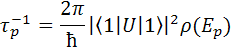 τ_p^{-1} = \frac{2π}{ħ} |⟨1|U|1⟩|^2 ρ(E_p)